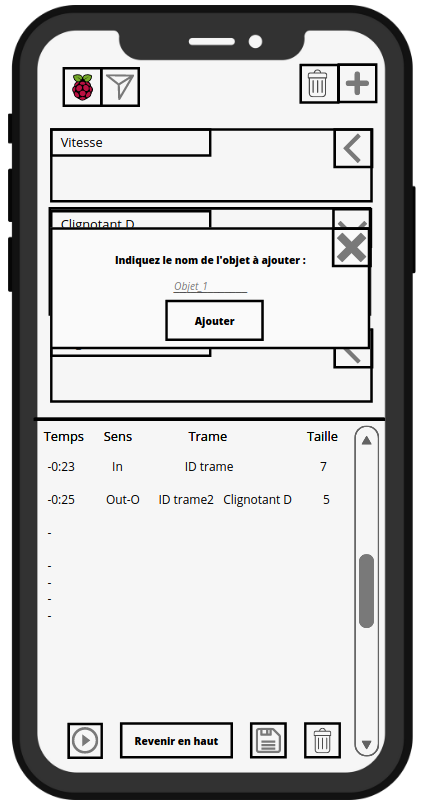 Vitesse
Clignotant D
Indiquez le nom de l'objet à ajouter :
Objet_1
Ajouter
Temps Sens Trame Taille
-0:23 In ID trame 7
-0:25 Out-O ID trame2 Clignotant D 5
-
-
-
-
-
Revenir en haut